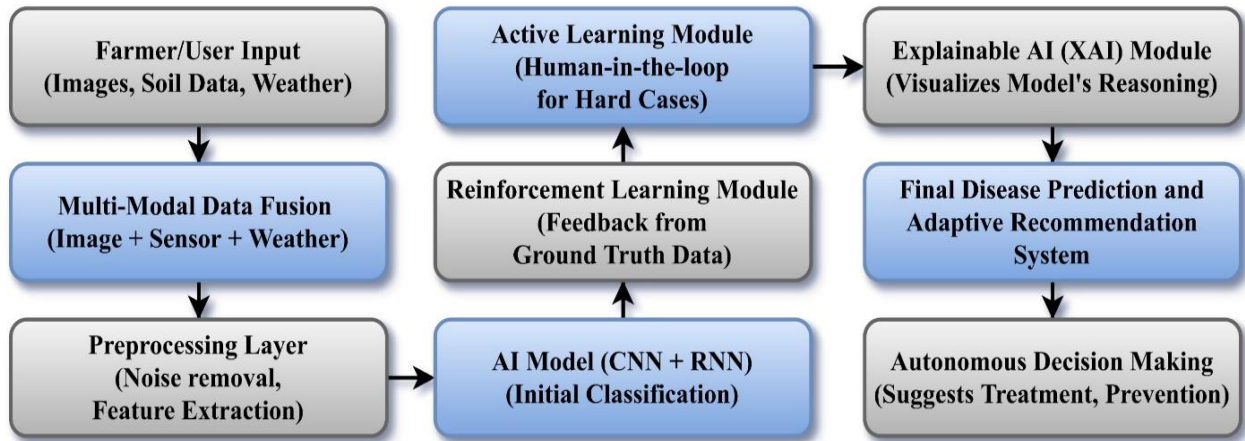 Farmer/User Input
(Images, Soil Data, Weather)
Multi-Modal Data Fusion
(Image + Sensor + Weather)
Preprocessing Layer
(Noise removal,
Feature Extraction)
AI Model (CNN + RNN)
(Initial Classification)
Reinforcement Learning Module
(Feedback from
Ground Truth Data)
Active Learning Module
(Human-in-the-loop
for Hard Cases)
Explainable AI (XAI) Module
(Visualizes Model's Reasoning)
Final Disease Prediction and
Adaptive Recommendation
System
Autonomous Decision Making
(Suggests Treatment, Prevention)